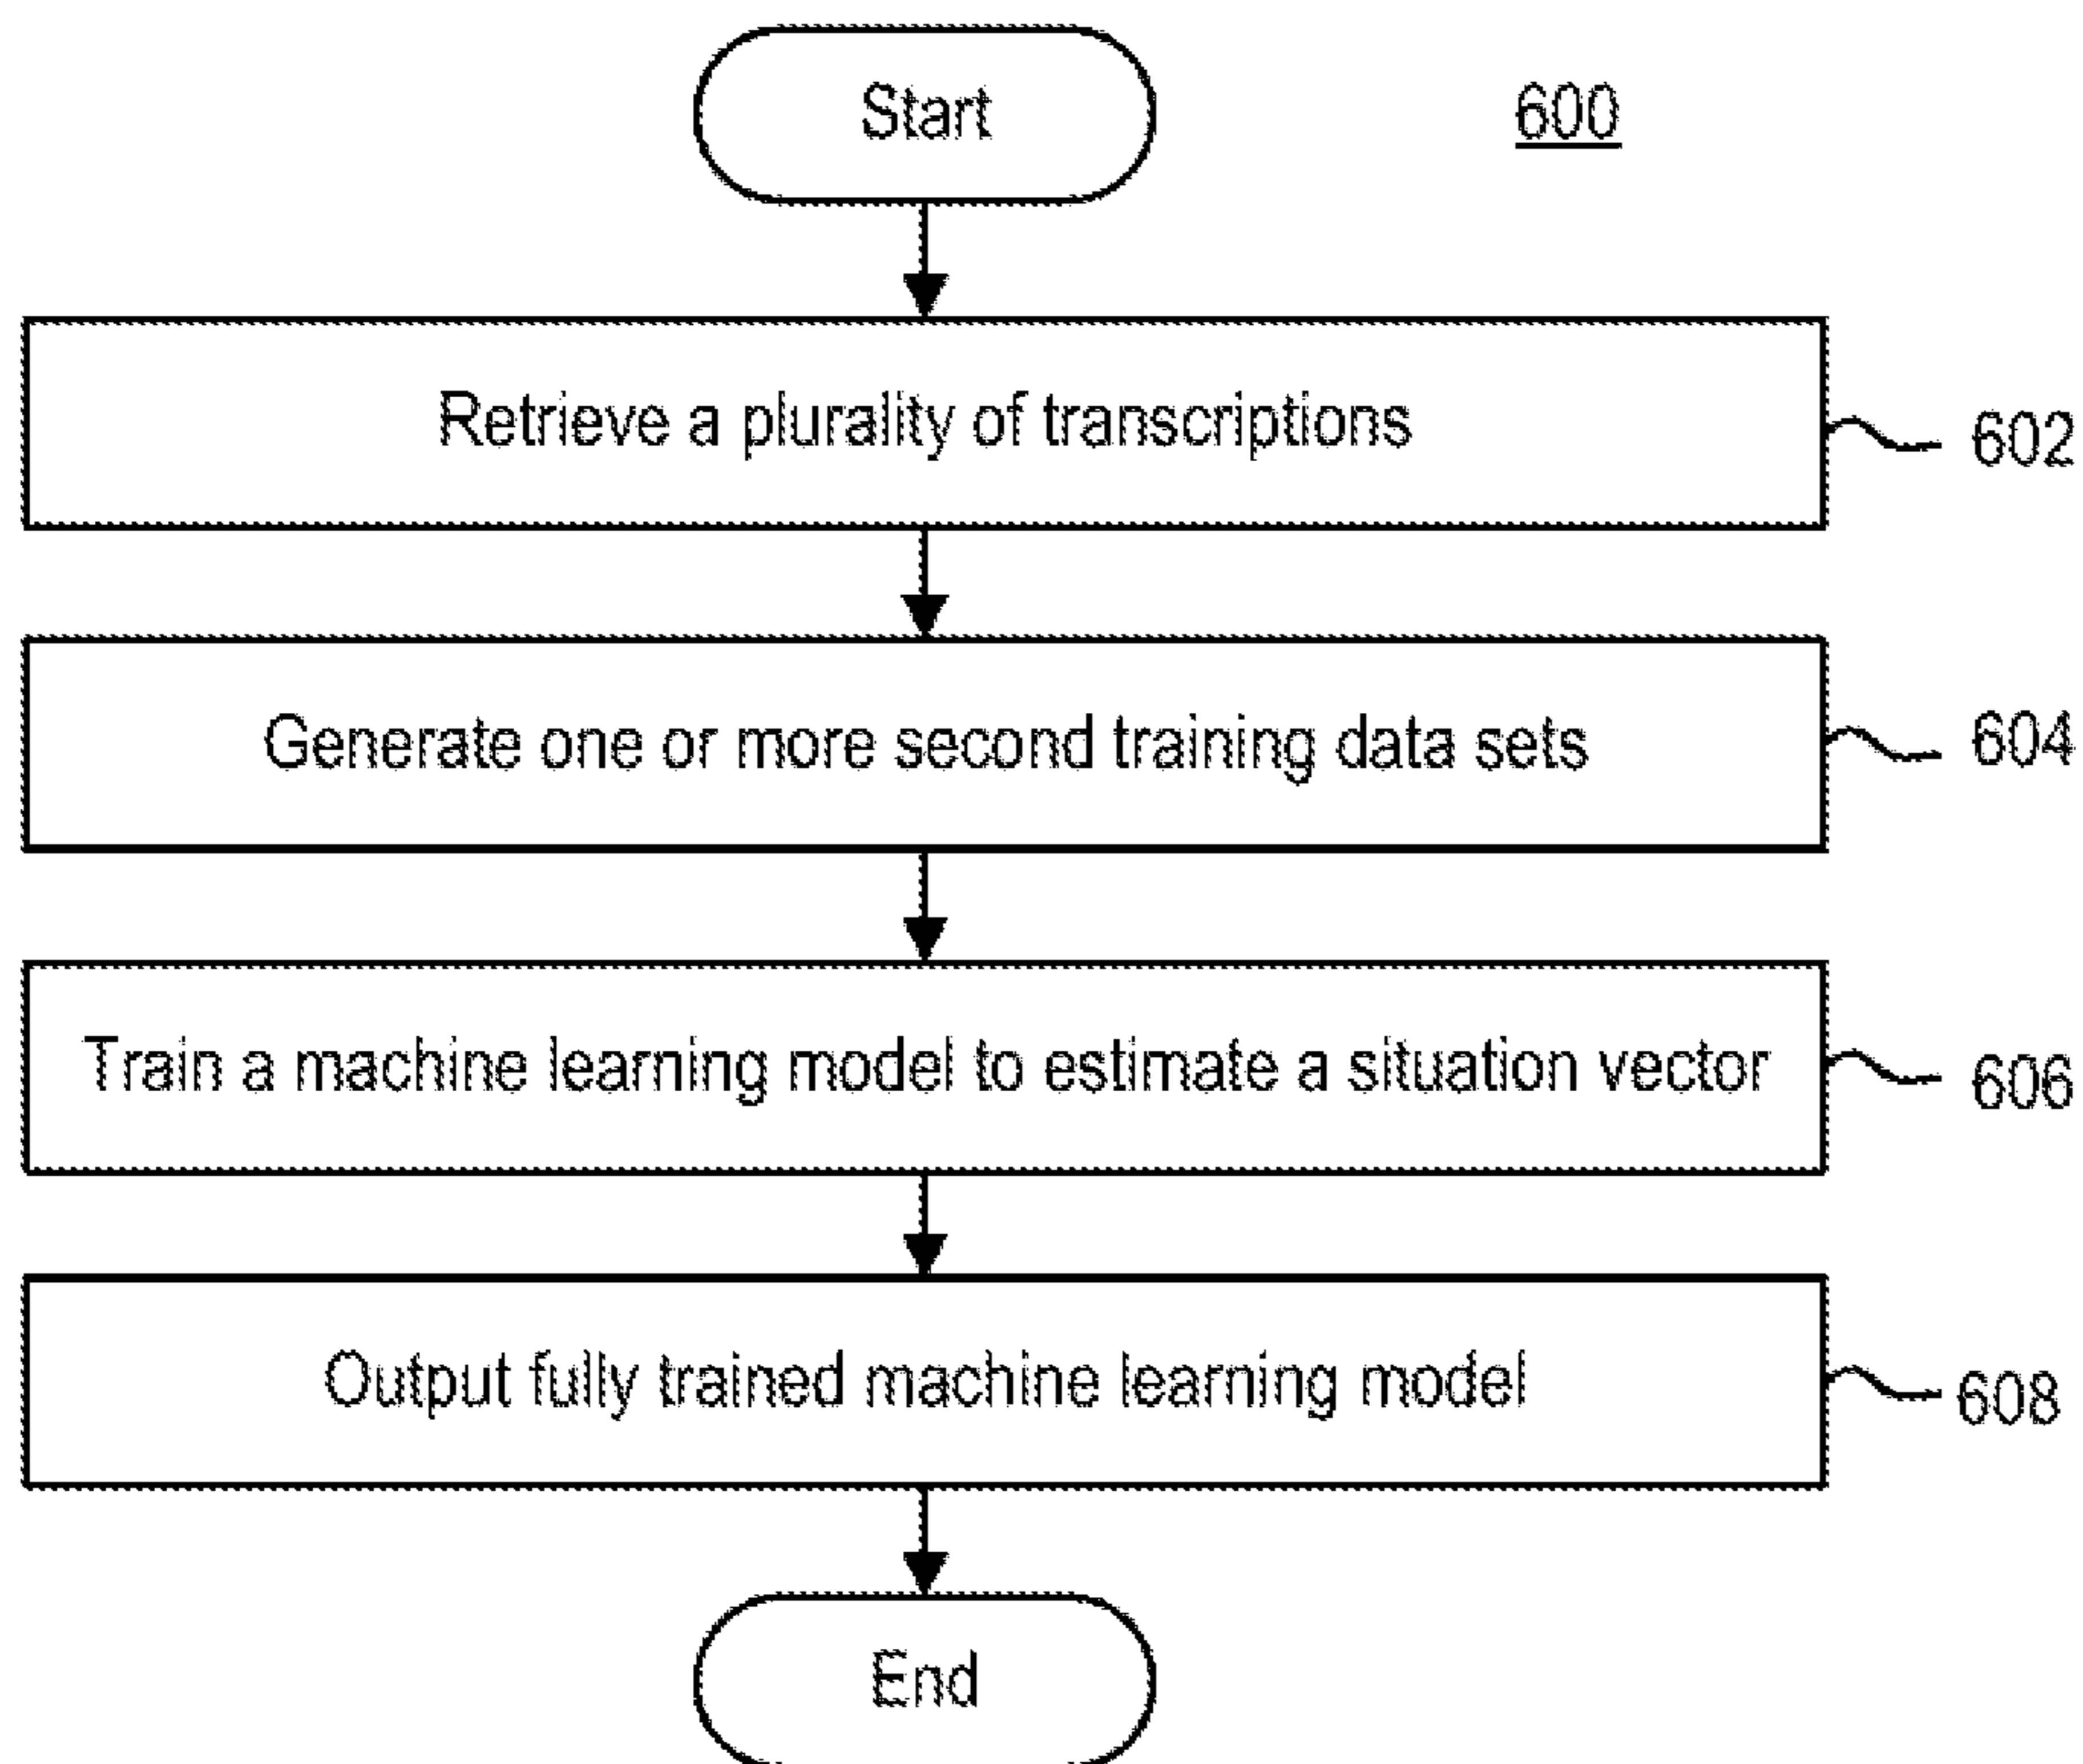 Start
600
Retrieve a plurality of transcriptions
602
Generate one or more second training data sets
604
Train a machine learning model to estimate a situation vector
606
Output fully trained machine learning model
608
End